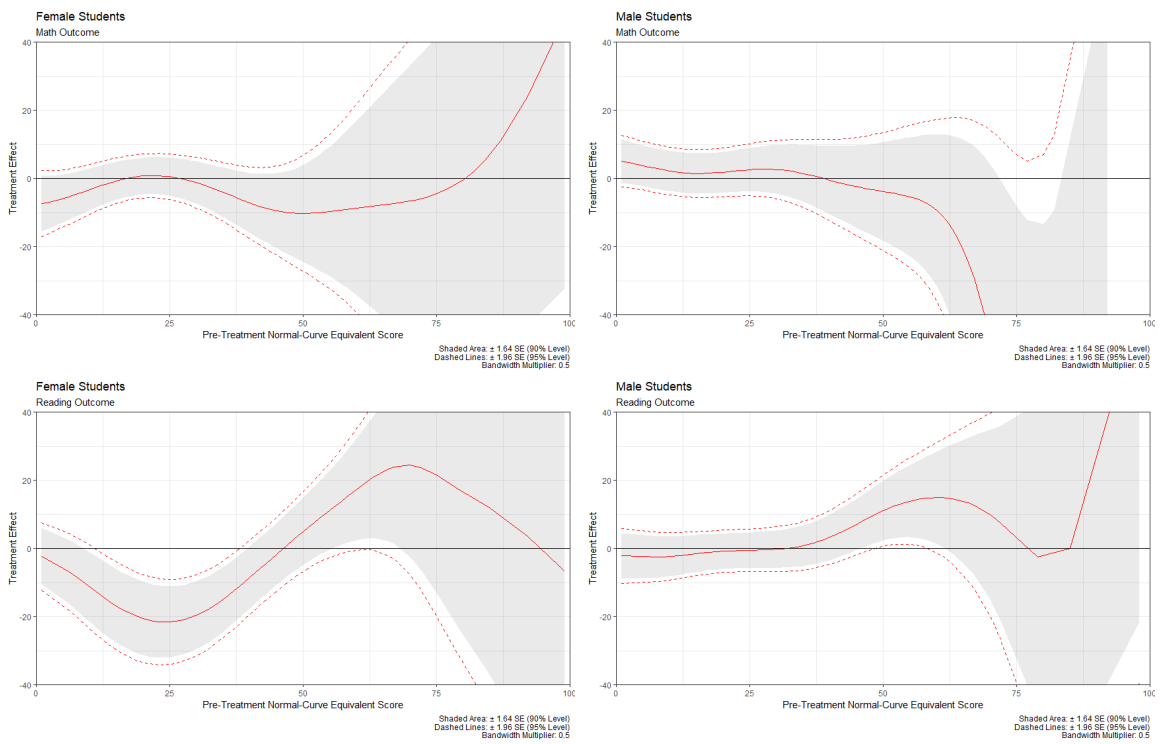 Female Students
Math Outcome
40
20
0
-20
-40
Treatment Effect
0
25
50
75
100
Pre-Treatment Normal-Curve Equivalent Score
Shaded Area: ± 1.64 SE (90% Level)
Dashed Lines: ± 1.96 SE (95% Level)
Bandwidth Multiplier: 0.5
Male Students
Math Outcome
40
20
0
-20
-40
Treatment Effect
0
25
50
75
100
Pre-Treatment Normal-Curve Equivalent Score
Shaded Area: ± 1.64 SE (90% Level)
Dashed Lines: ± 1.96 SE (95% Level)
Bandwidth Multiplier: 0.5
Female Students
Reading Outcome
40
20
0
-20
-40
Treatment Effect
0
25
50
75
100
Pre-Treatment Normal-Curve Equivalent Score
Shaded Area: ± 1.64 SE (90% Level)
Dashed Lines: ± 1.96 SE (95% Level)
Bandwidth Multiplier: 0.5
Male Students
Reading Outcome
40
20
0
-20
-40
Treatment Effect
0
25
50
75
100
Pre-Treatment Normal-Curve Equivalent Score
Shaded Area: ± 1.64 SE (90% Level)
Dashed Lines: ± 1.96 SE (95% Level)
Bandwidth Multiplier: 0.5